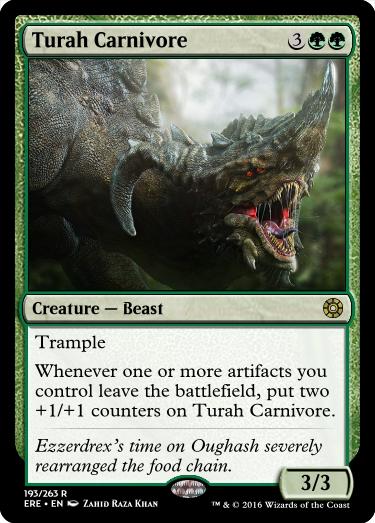 Turah Carnivore 3
Creature — Beast
Trample
Whenever one or more artifacts you
control leave the battlefield, put two
+1/+1 counters on Turah Carnivore.
Ezzerdrex's time on Oughash severely
rearranged the food chain.
3/3
193/263 R
ERE • EN Zahid Raza Khan
™ & © 2016 Wizards of the Coast